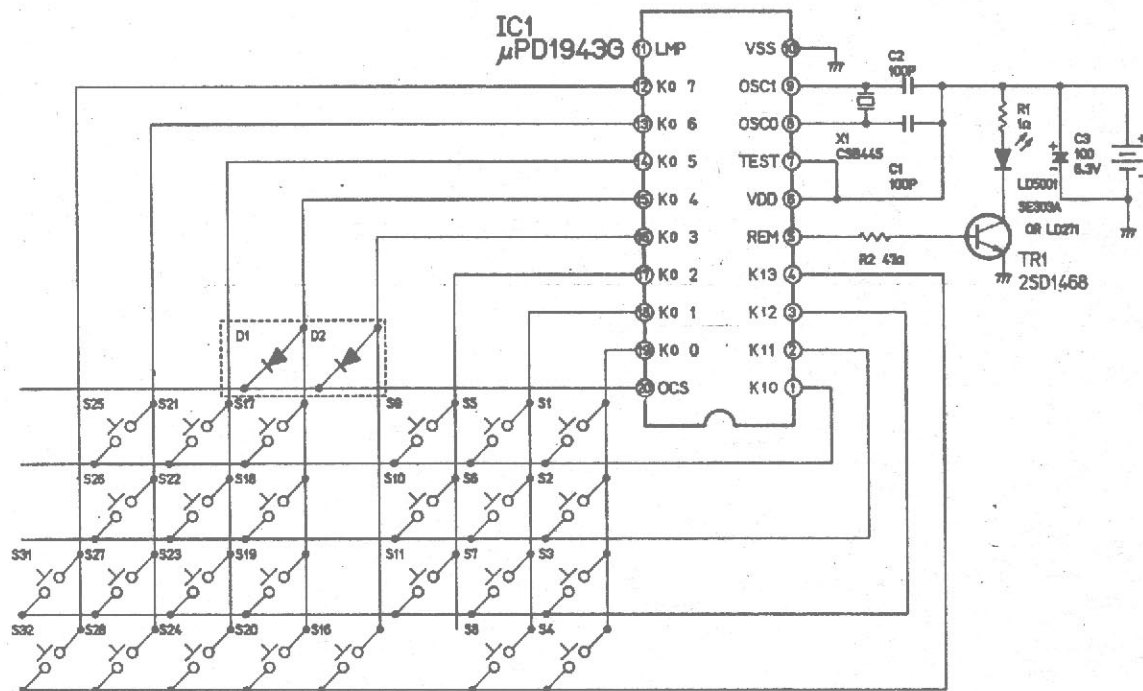 IC1
μPD1943G
11 LMP
12 K0 7
13 K0 6
14 K0 5
15 K0 4
16 K0 3
17 K0 2
18 K0 1
19 K0 0
20 OCS
VSS 10
OSC1 9
OSC0 8
TEST 7
VDD 6
REM 5
K13 4
K12 3
K11 2
K10 1
C2
100P
X1
CSB445
C1
100P
R1
1Ω
C3
100
6.3V
LD5001
SE303A
OR LD271
R2 47Ω
TR1
2SD1468
D1 D2
S25 S21 S17 S9 S5 S1
S26 S22 S18 S10 S6 S2
S31 S27 S23 S19 S11 S7 S3
S32 S28 S24 S20 S16 S8 S4